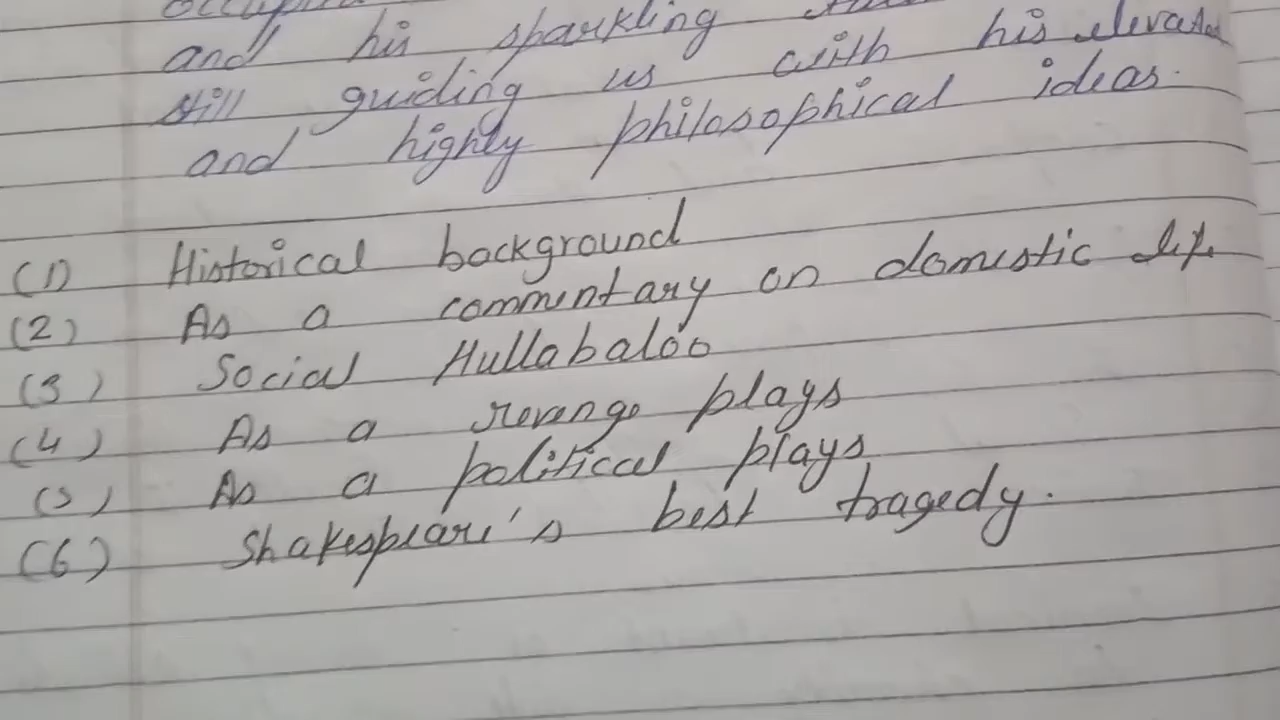 and his sparkling
still guiding us with his elevated
and highly philosophical ideas.
(1) Historical background
(2) As a commentary on domestic life
(3) Social Hullabaloo
(4) As a revenge plays
(5) As a political plays
(6) Shakespeare's best tragedy.